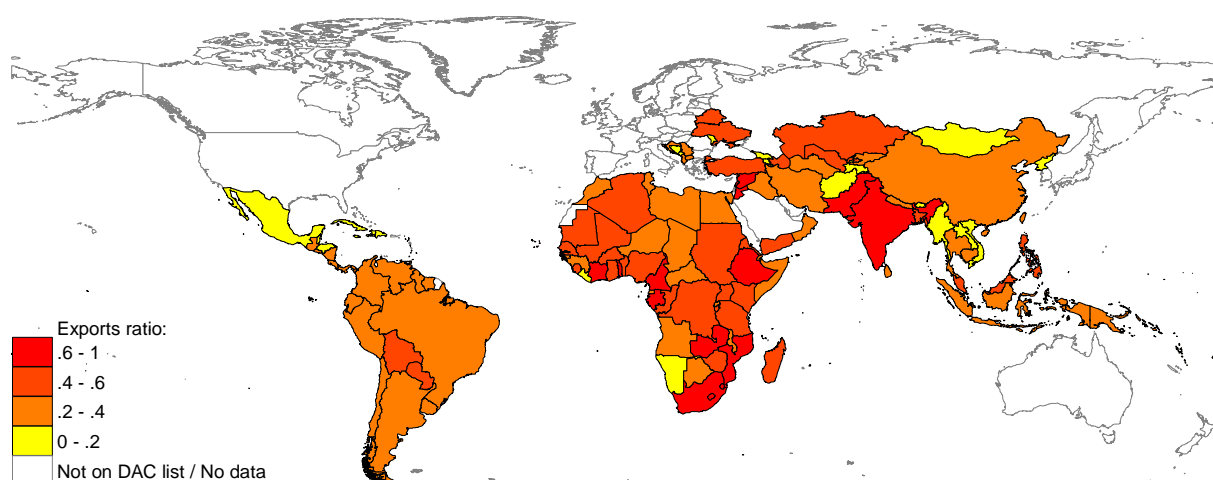 Exports ratio:
.6 - 1
.4 - .6
.2 - .4
0 - .2
Not on DAC list / No data